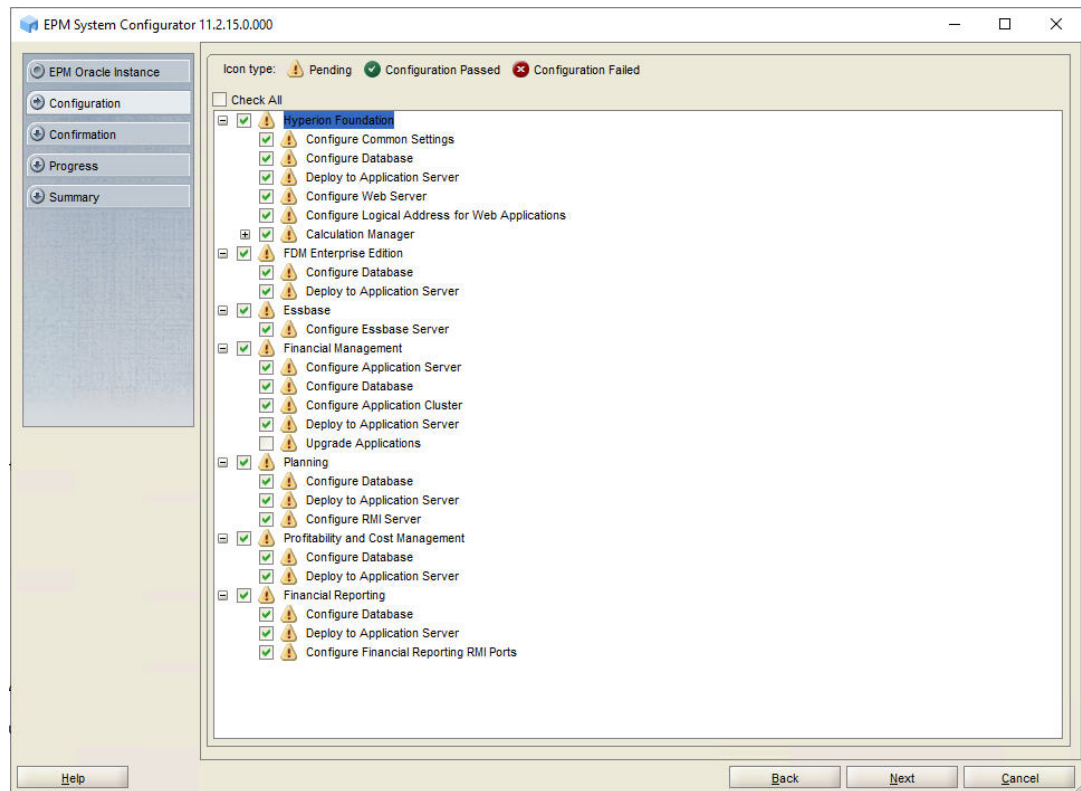 EPM System Configurator 11.2.15.0.000
EPM Oracle Instance
Configuration
Confirmation
Progress
Summary
Icon type: Pending Configuration Passed Configuration Failed
Check All
Hyperion Foundation
Configure Common Settings
Configure Database
Deploy to Application Server
Configure Web Server
Configure Logical Address for Web Applications
Calculation Manager
FDM Enterprise Edition
Configure Database
Deploy to Application Server
Essbase
Configure Essbase Server
Financial Management
Configure Application Server
Configure Database
Configure Application Cluster
Deploy to Application Server
Upgrade Applications
Planning
Configure Database
Deploy to Application Server
Configure RMI Server
Profitability and Cost Management
Configure Database
Deploy to Application Server
Financial Reporting
Configure Database
Deploy to Application Server
Configure Financial Reporting RMI Ports
Help Back Next Cancel